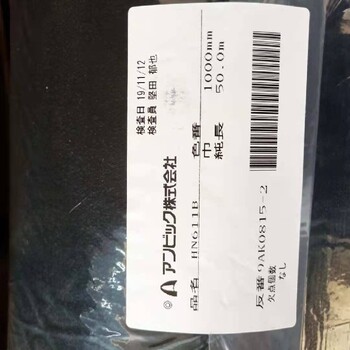 検査日 19/11/12
検査員 堅田 郁也
アンビック株式会社
品名 HN611B
色番
巾 1000mm
純長 50.0m
反番 9AK0815-2
欠点個数 なし